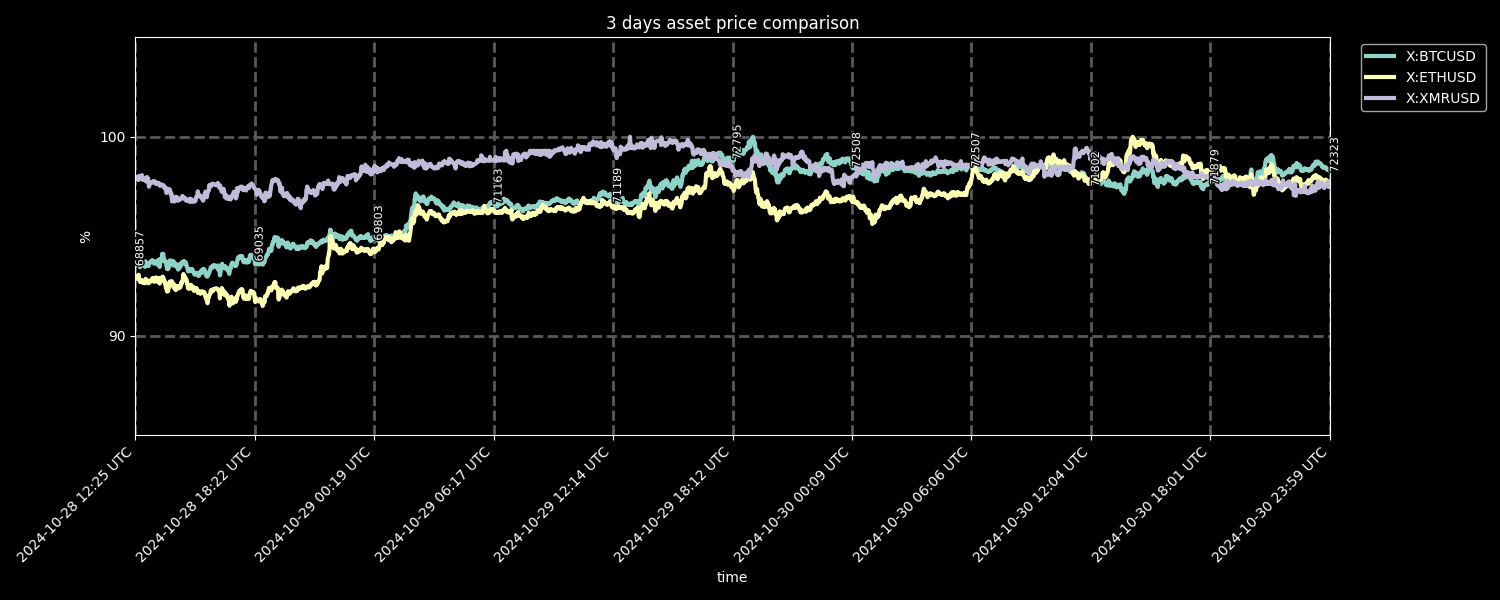 3 days asset price comparison
X:BTCUSD
X:ETHUSD
X:XMRUSD
100
90
%
68857
69035
69803
71163
71189
72795
72508
72507
71802
71879
72323
2024-10-28 12:25 UTC
2024-10-28 18:22 UTC
2024-10-29 00:19 UTC
2024-10-29 06:17 UTC
2024-10-29 12:14 UTC
2024-10-29 18:12 UTC
2024-10-30 00:09 UTC
2024-10-30 06:06 UTC
2024-10-30 12:04 UTC
2024-10-30 18:01 UTC
2024-10-30 23:59 UTC
time